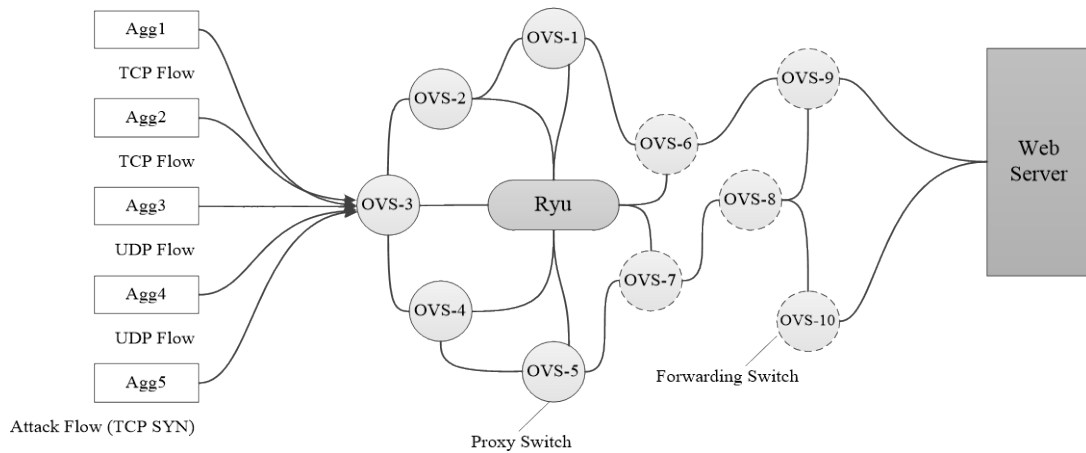 Agg1
TCP Flow
Agg2
TCP Flow
Agg3
UDP Flow
Agg4
UDP Flow
Agg5
Attack Flow (TCP SYN)
OVS-1
OVS-2
OVS-3
OVS-4
OVS-5
Proxy Switch
Ryu
OVS-6
OVS-7
OVS-8
OVS-9
OVS-10
Forwarding Switch
Web
Server